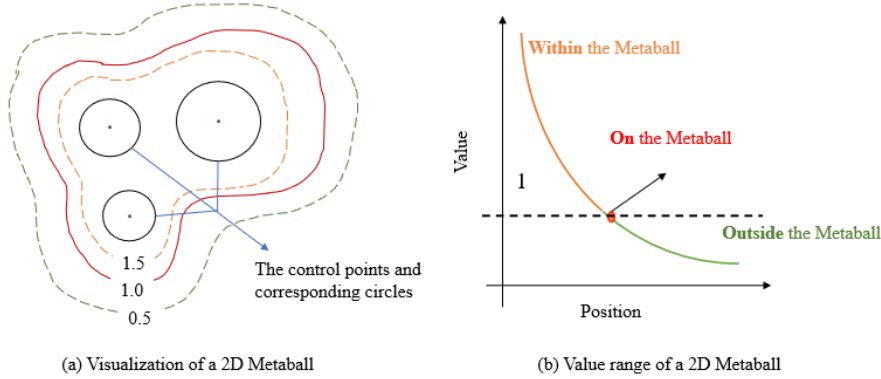 1.5
1.0
0.5
The control points and
corresponding circles
(a) Visualization of a 2D Metaball
Within the Metaball
On the Metaball
Value
1
Outside the Metaball
Position
(b) Value range of a 2D Metaball